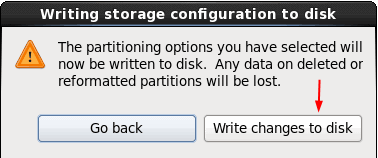 Writing storage configuration to disk
The partitioning options you have selected will
now be written to disk.  Any data on deleted or
reformatted partitions will be lost.
Go back
Write changes to disk